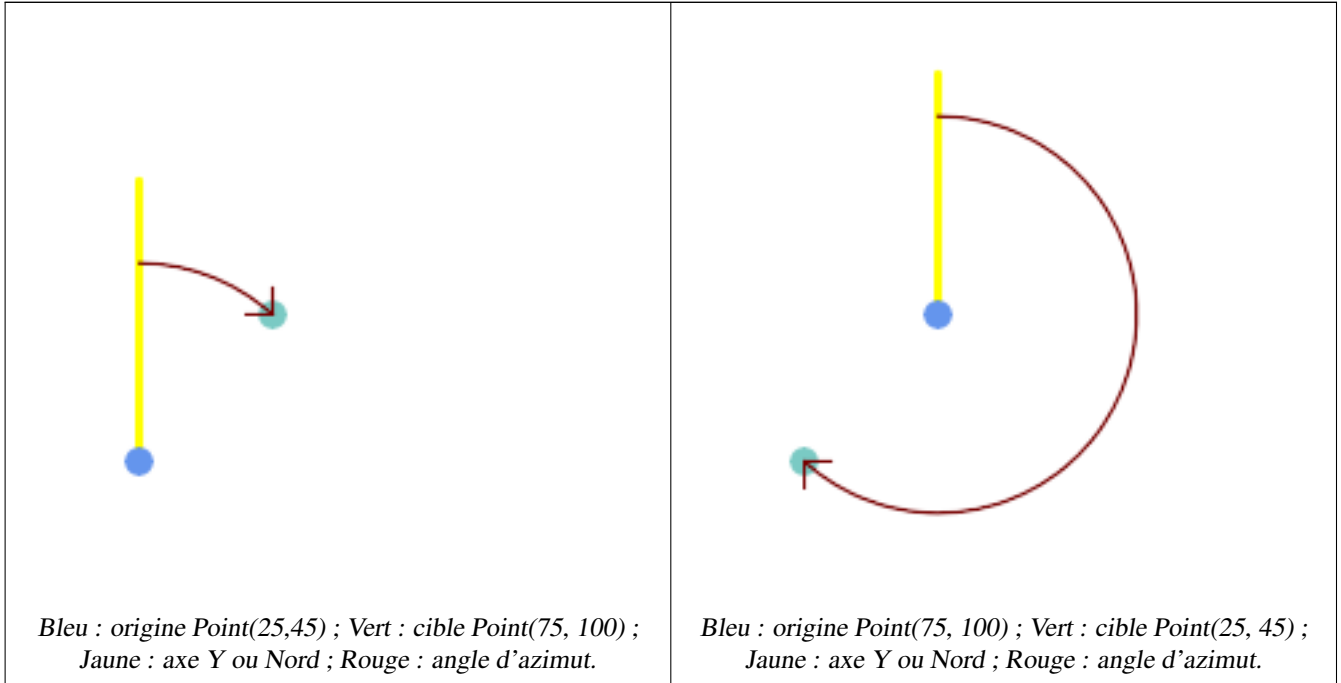 Bleu : origine Point(25,45) ; Vert : cible Point(75, 100) ;
Jaune : axe Y ou Nord ; Rouge : angle d'azimut.
Bleu : origine Point(75, 100) ; Vert : cible Point(25, 45) ;
Jaune : axe Y ou Nord ; Rouge : angle d'azimut.